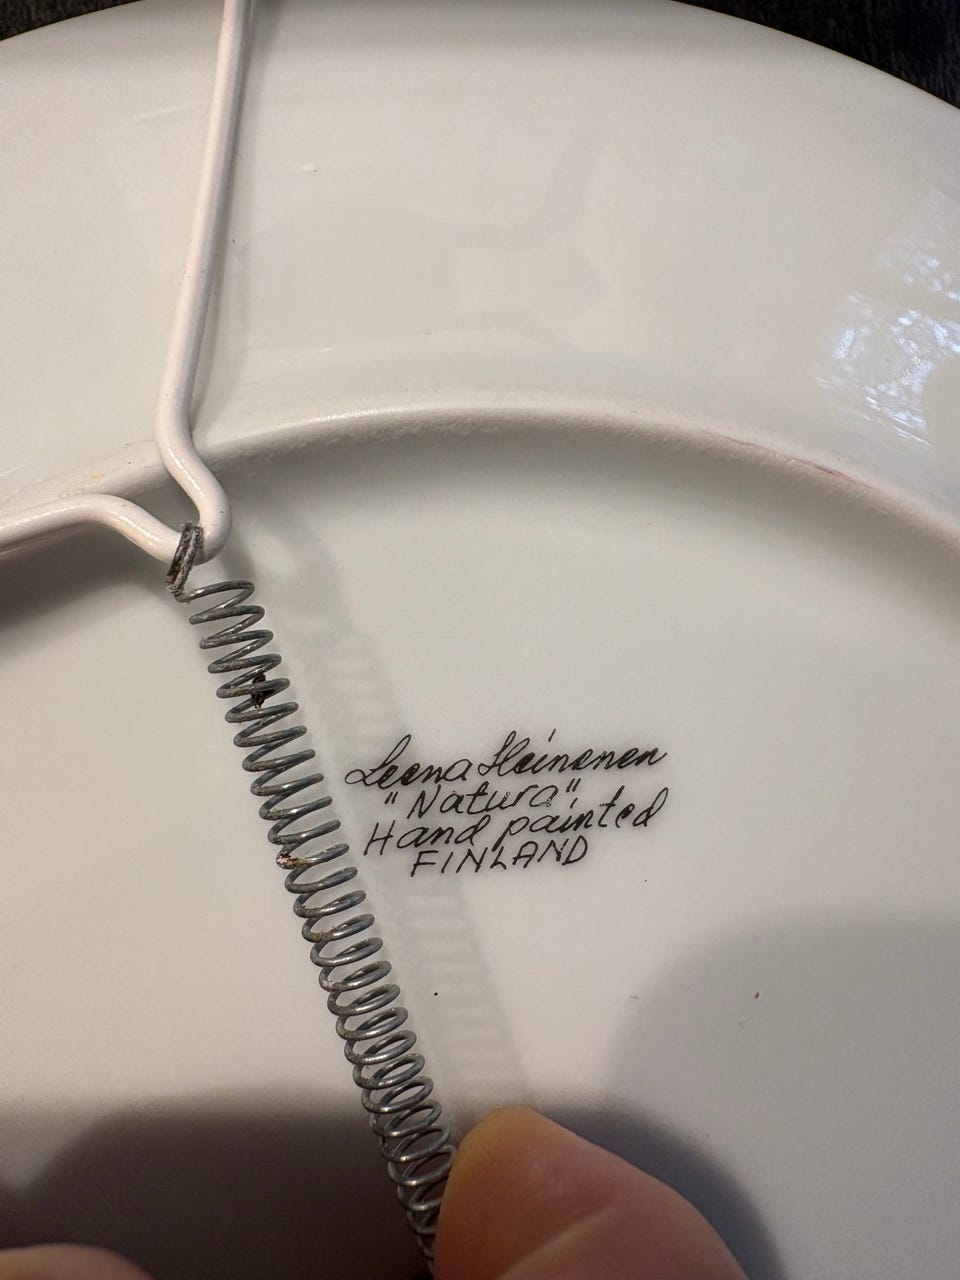 Leena Heinonen
"Natura"
Hand painted
FINLAND